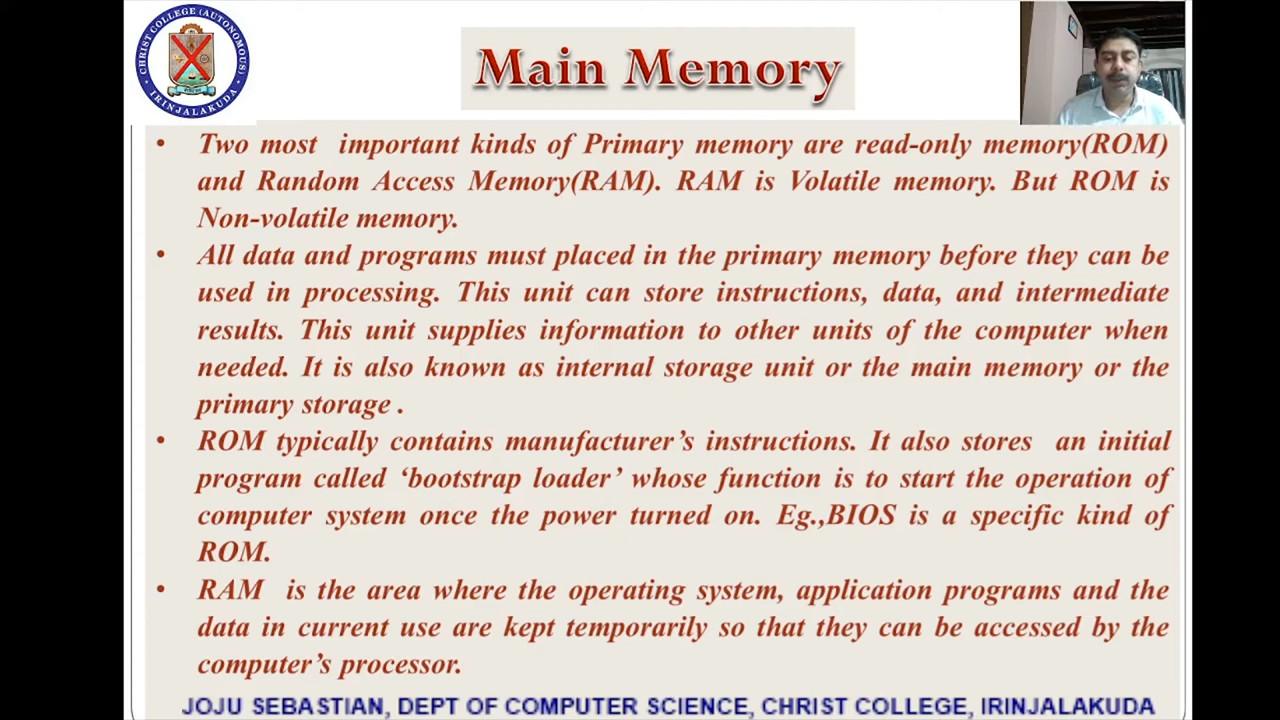 CHRIST COLLEGE (AUTONOMOUS)
IRINJALAKUDA
Main Memory
• Two most important kinds of Primary memory are read-only memory(ROM)
and Random Access Memory(RAM). RAM is Volatile memory. But ROM is
Non-volatile memory.
• All data and programs must placed in the primary memory before they can be
used in processing. This unit can store instructions, data, and intermediate
results. This unit supplies information to other units of the computer when
needed. It is also known as internal storage unit or the main memory or the
primary storage .
• ROM typically contains manufacturer’s instructions. It also stores an initial
program called ‘bootstrap loader’ whose function is to start the operation of
computer system once the power turned on. Eg.,BIOS is a specific kind of
ROM.
• RAM is the area where the operating system, application programs and the
data in current use are kept temporarily so that they can be accessed by the
computer’s processor.
JOJU SEBASTIAN, DEPT OF COMPUTER SCIENCE, CHRIST COLLEGE, IRINJALAKUDA